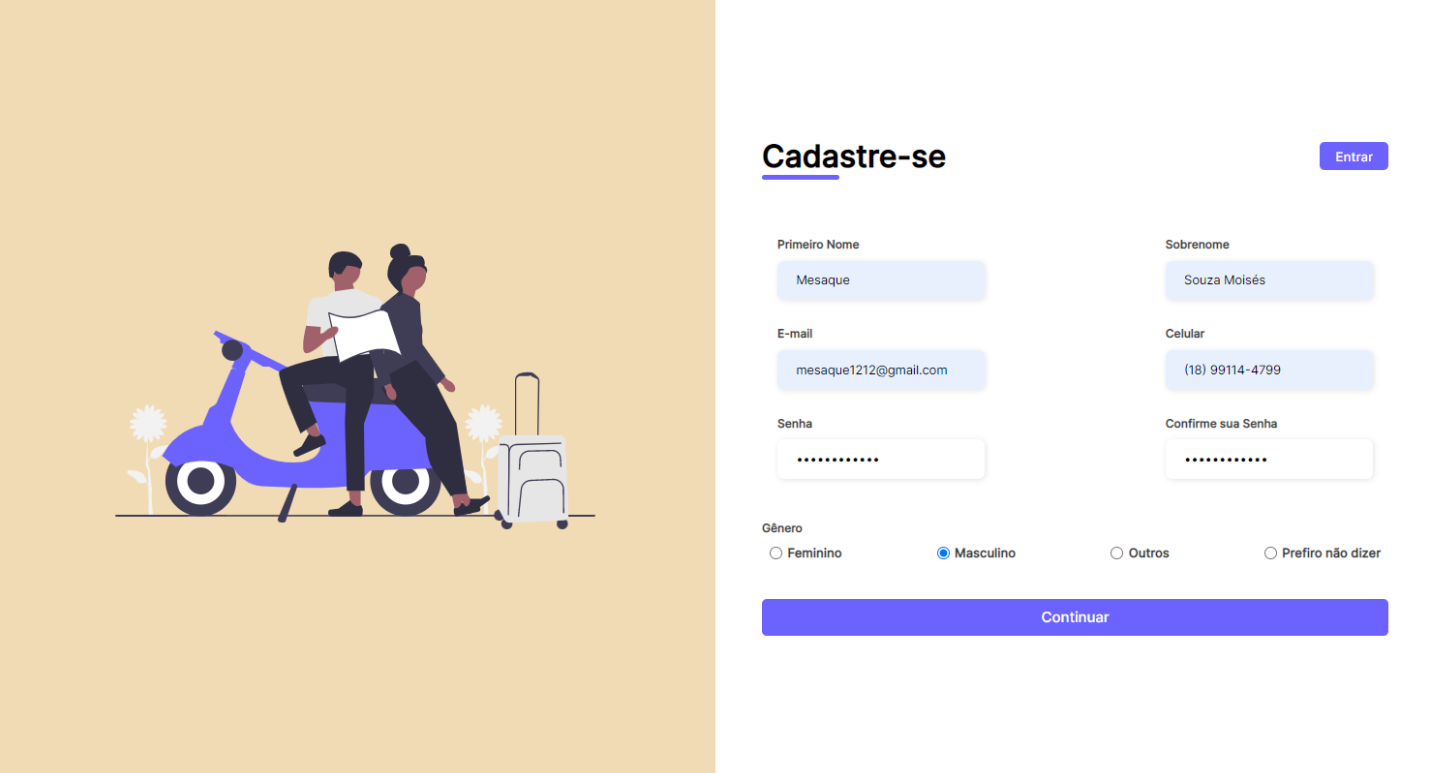 Cadastre-se
Entrar
Primeiro Nome
Sobrenome
Mesaque
Souza Moisés
E-mail
Celular
mesaque1212@gmail.com
(18) 99114-4799
Senha
Confirme sua Senha
••••••••••••
••••••••••••
Gênero
Feminino Masculino Outros Prefiro não dizer
Continuar